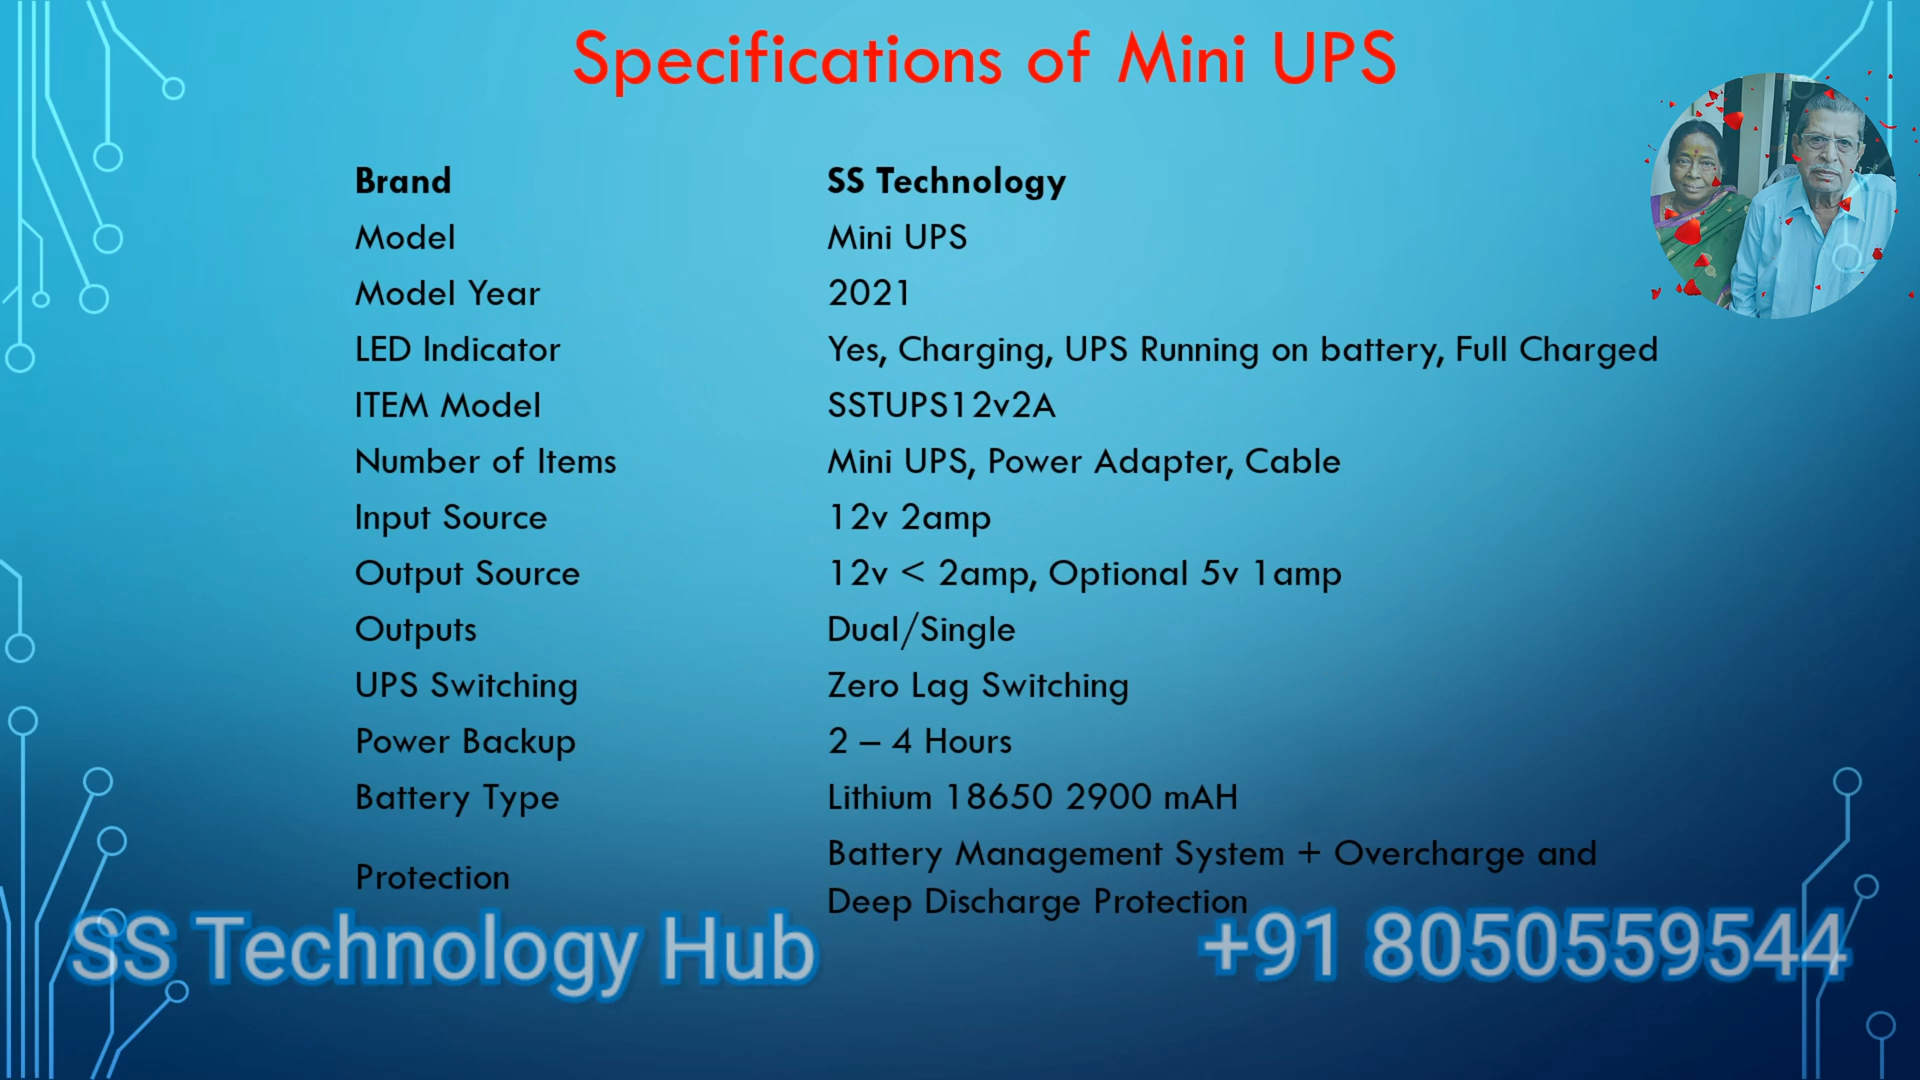 Specifications of Mini UPS
Brand SS Technology
Model Mini UPS
Model Year 2021
LED Indicator Yes, Charging, UPS Running on battery, Full Charged
ITEM Model SSTUPS12v2A
Number of Items Mini UPS, Power Adapter, Cable
Input Source 12v 2amp
Output Source 12v < 2amp, Optional 5v 1amp
Outputs Dual/Single
UPS Switching Zero Lag Switching
Power Backup 2 – 4 Hours
Battery Type Lithium 18650 2900 mAH
Protection Battery Management System + Overcharge and
Deep Discharge Protection
SS Technology Hub +91 8050559544